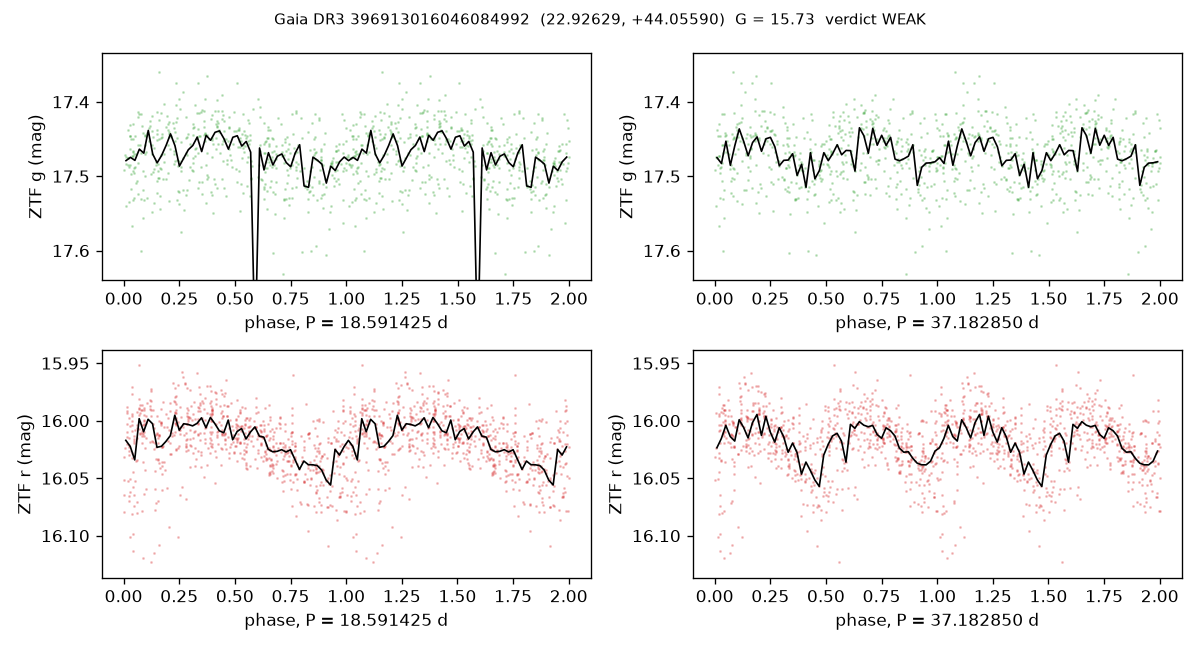 Gaia DR3 396913016046084992  (22.92629, +44.05590)  G = 15.73  verdict WEAK
ZTF g (mag)
17.4
17.5
17.6
0.00 0.25 0.50 0.75 1.00 1.25 1.50 1.75 2.00
phase, P = 18.591425 d
ZTF g (mag)
17.4
17.5
17.6
0.00 0.25 0.50 0.75 1.00 1.25 1.50 1.75 2.00
phase, P = 37.182850 d
ZTF r (mag)
15.95
16.00
16.05
16.10
0.00 0.25 0.50 0.75 1.00 1.25 1.50 1.75 2.00
phase, P = 18.591425 d
ZTF r (mag)
15.95
16.00
16.05
16.10
0.00 0.25 0.50 0.75 1.00 1.25 1.50 1.75 2.00
phase, P = 37.182850 d